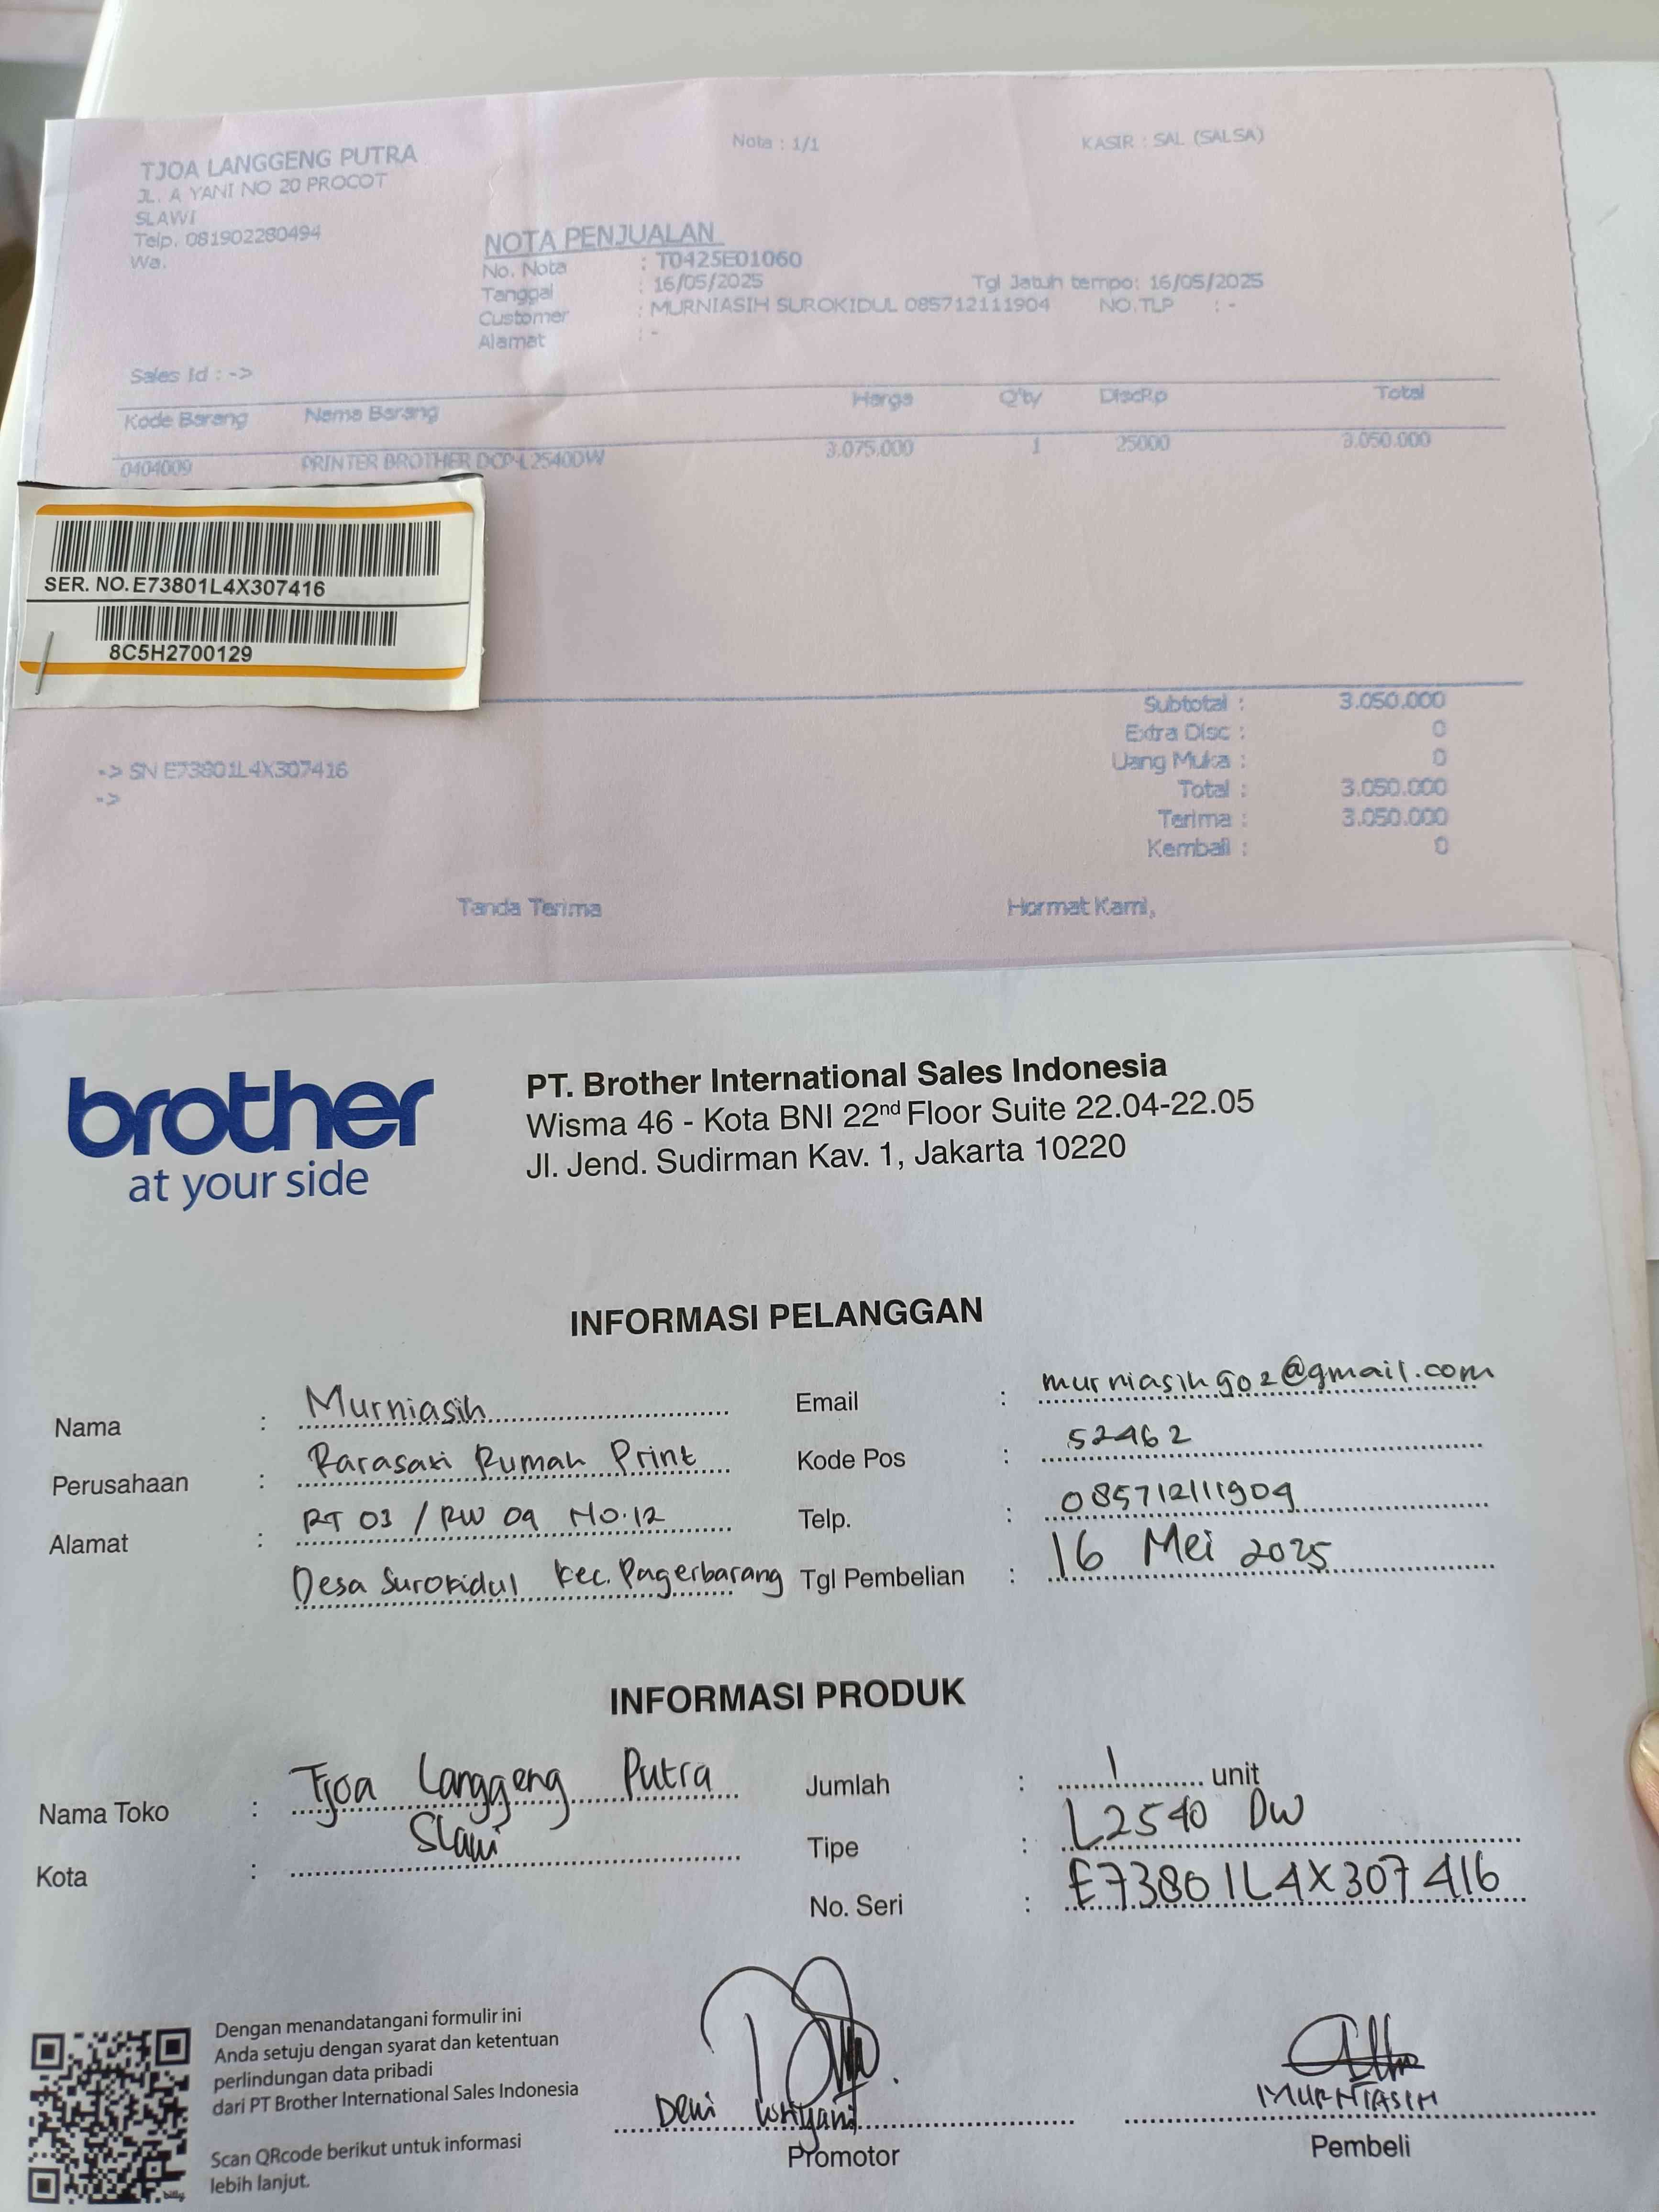 TJOA LANGGENG PUTRA
JL. A YANI NO 20 PROCOT
SLAWI
Telp. 081902280494
Wa.
Nota : 1/1
KASIR : SAL (SALSA)
NOTA PENJUALAN
No. Nota : T0425E01060
Tanggal : 16/05/2025 Tgl Jatuh tempo: 16/05/2025
Customer : MURNIASIH SUROKIDUL 085712111904 NO.TLP : -
Alamat : -
Sales Id : ->
Kode Barang Nama Barang Harga Q'ty DiscRp Total
0404009 PRINTER BROTHER DCP-L2540DW 3.075.000 1 25000 3.050.000
SER. NO. E73801L4X307416
8C5H2700129
Subtotal : 3.050.000
Extra Disc : 0
Uang Muka : 0
Total : 3.050.000
Terima : 3.050.000
Kembali : 0
-> SN E73801L4X307416
->
Tanda Terima Hormat Kami,
brother
at your side
PT. Brother International Sales Indonesia
Wisma 46 - Kota BNI 22nd Floor Suite 22.04-22.05
Jl. Jend. Sudirman Kav. 1, Jakarta 10220
INFORMASI PELANGGAN
Nama : Murniasih
Perusahaan : Rarasaki Rumah Print
Alamat : RT 03 / RW 09 No.12
Desa Surokidul Kec. Pagerbarang
Email : murniasih902@gmail.com
Kode Pos : 52462
Telp. : 085712111904
Tgl Pembelian : 16 Mei 2025
INFORMASI PRODUK
Nama Toko : Tjoa Langgeng Putra
Kota : Slawi
Jumlah : 1 unit
Tipe : L2540 DW
No. Seri : E73801L4X307416
Dengan menandatangani formulir ini
Anda setuju dengan syarat dan ketentuan
perlindungan data pribadi
dari PT Brother International Sales Indonesia
Scan QRcode berikut untuk informasi
lebih lanjut.
Deni
Promotor
MURNIASIH
Pembeli